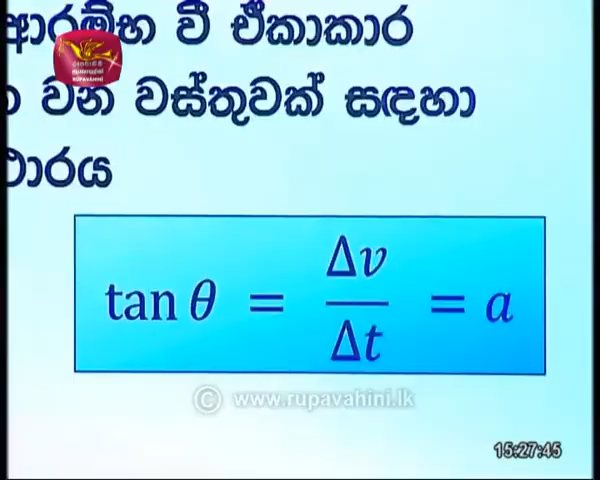 ආරම්භ වී ඒකාකාර
වන වස්තුවක් සඳහා
tan θ = Δv/Δt = a
© www.rupavahini.lk
15:27:45